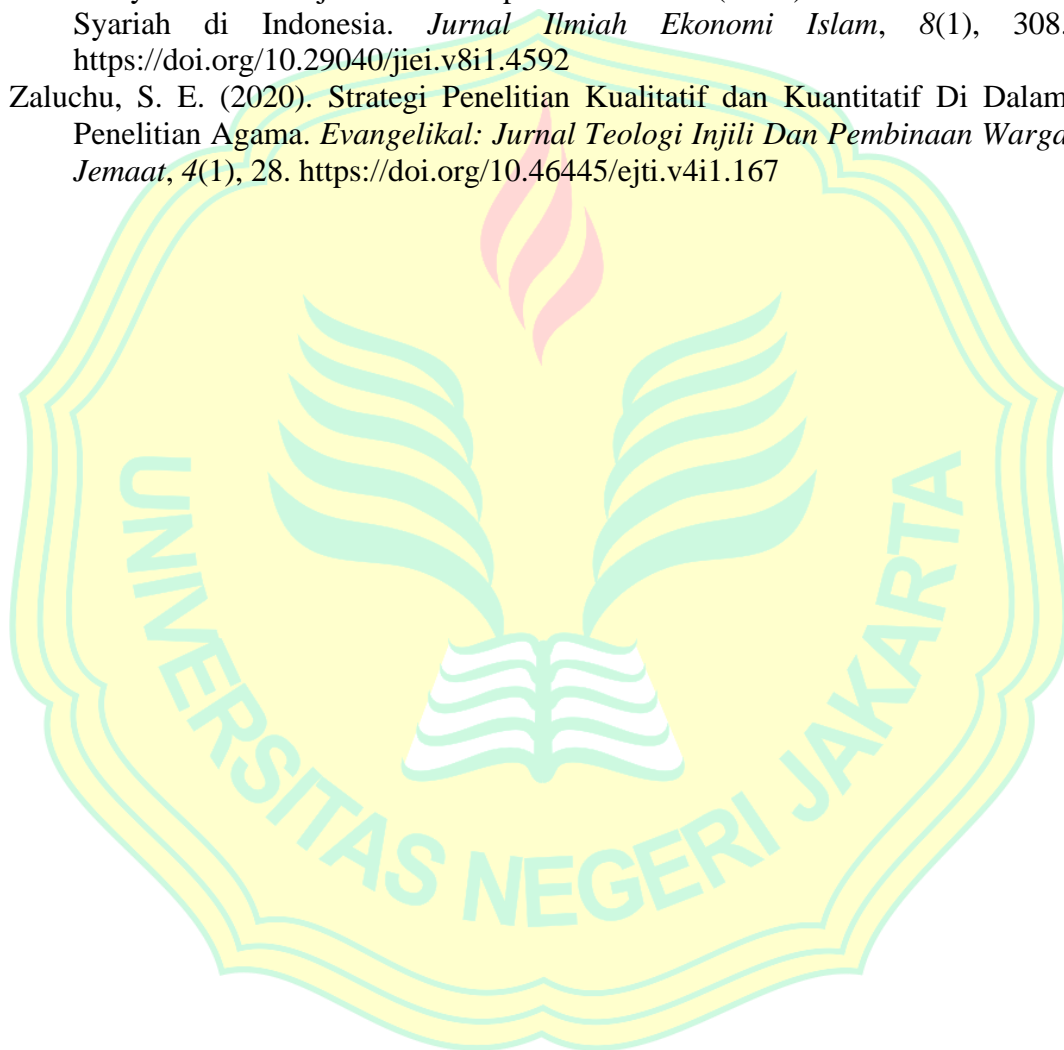 Syariah di Indonesia. Jurnal Ilmiah Ekonomi Islam, 8(1), 308.
https://doi.org/10.29040/jiei.v8i1.4592
Zaluchu, S. E. (2020). Strategi Penelitian Kualitatif dan Kuantitatif Di Dalam
Penelitian Agama. Evangelikal: Jurnal Teologi Injili Dan Pembinaan Warga
Jemaat, 4(1), 28. https://doi.org/10.46445/ejti.v4i1.167
UNIVERSITAS NEGERI JAKARTA